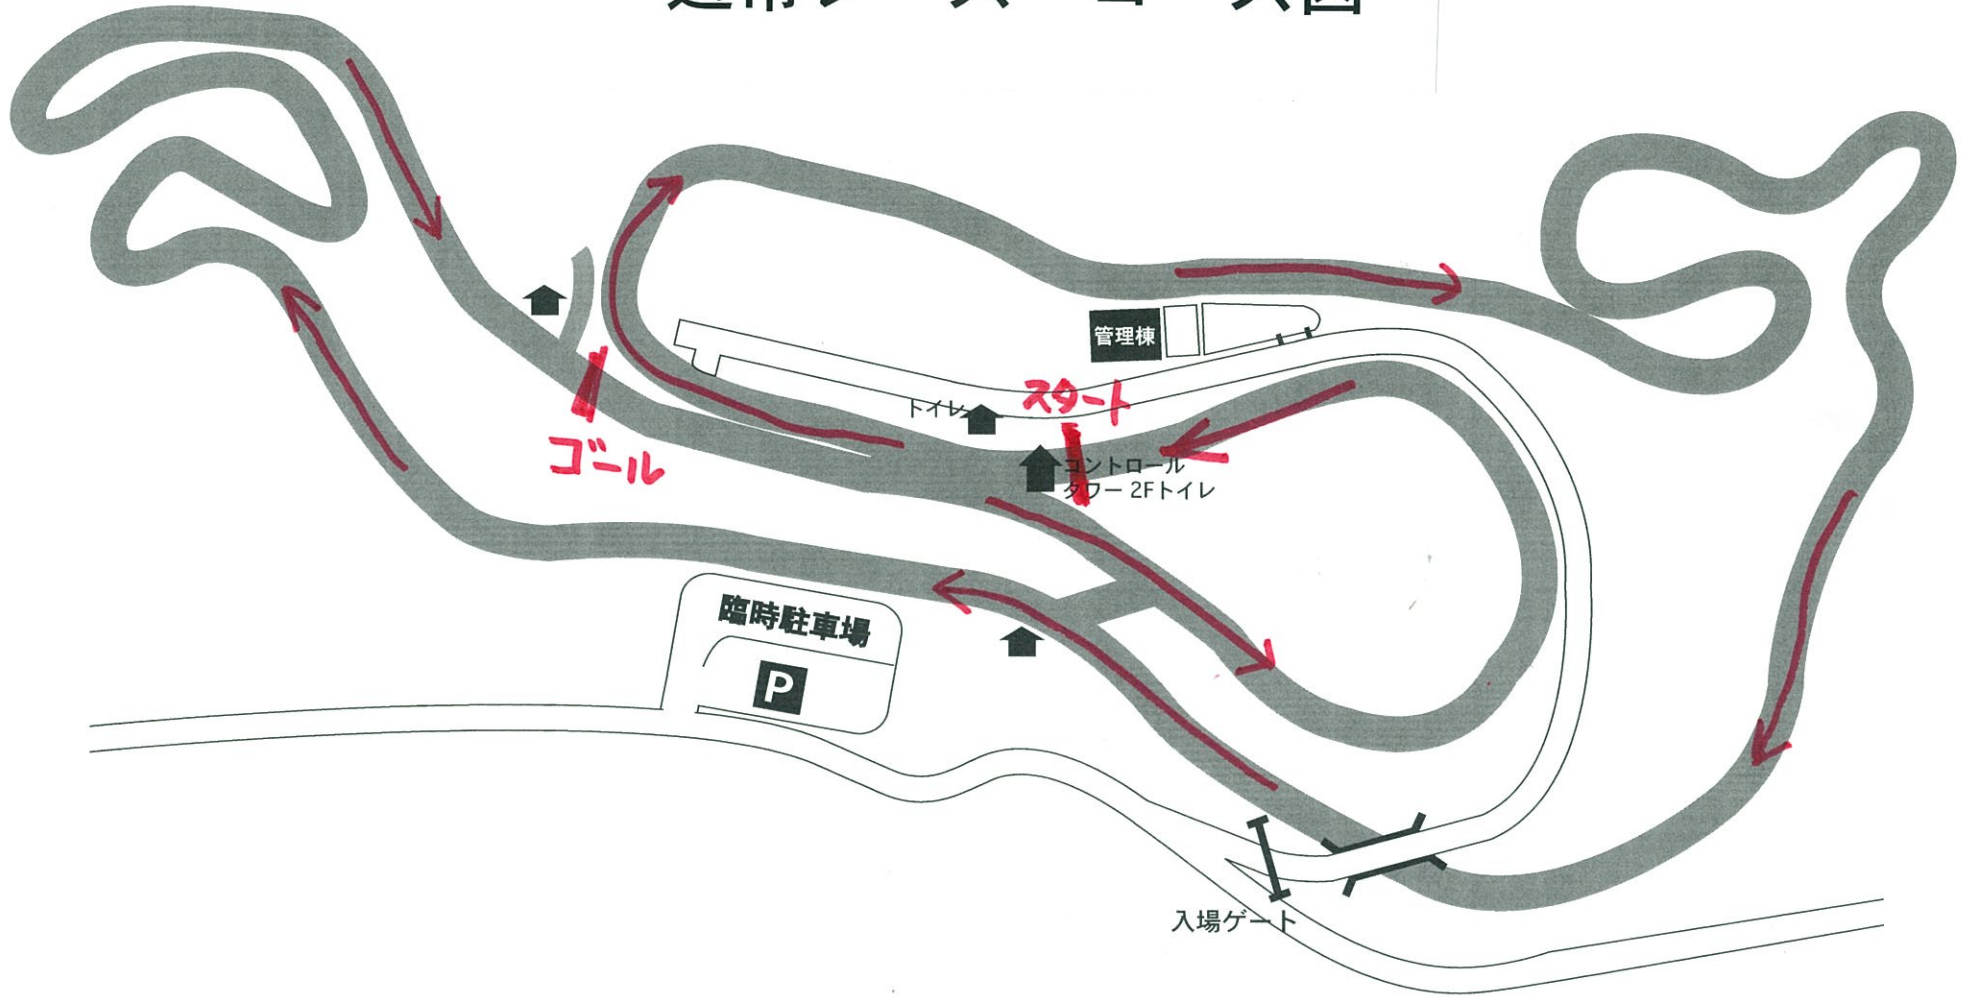 管理棟
スタート
トイレ
ゴール
コントロール
タワー 2Fトイレ
臨時駐車場
P
入場ゲート